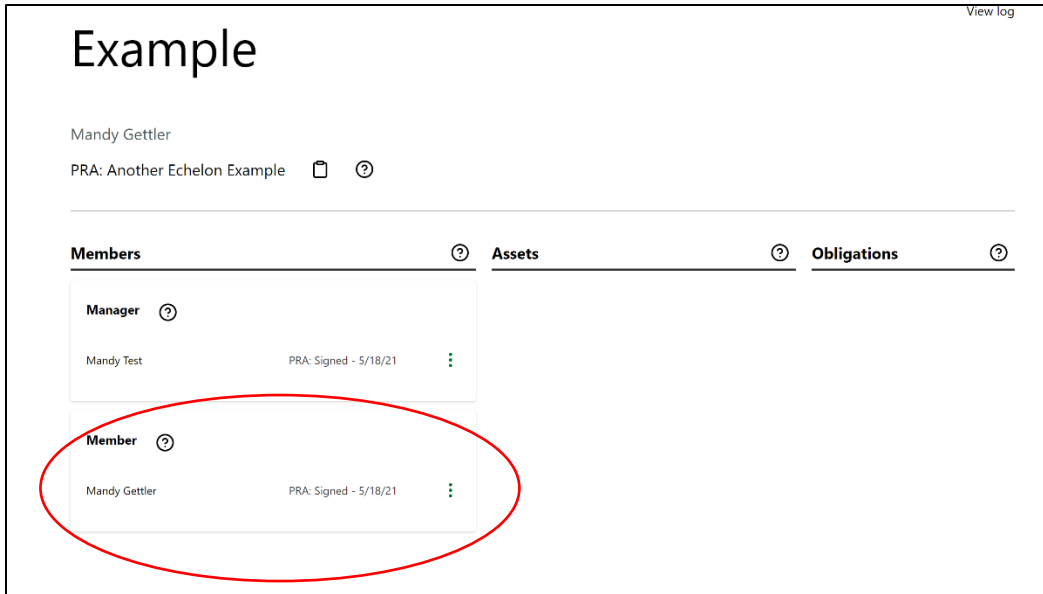 View log
Example
Mandy Gettler
PRA: Another Echelon Example
Members
Assets
Obligations
Manager
Mandy Test PRA: Signed - 5/18/21
Member
Mandy Gettler PRA: Signed - 5/18/21